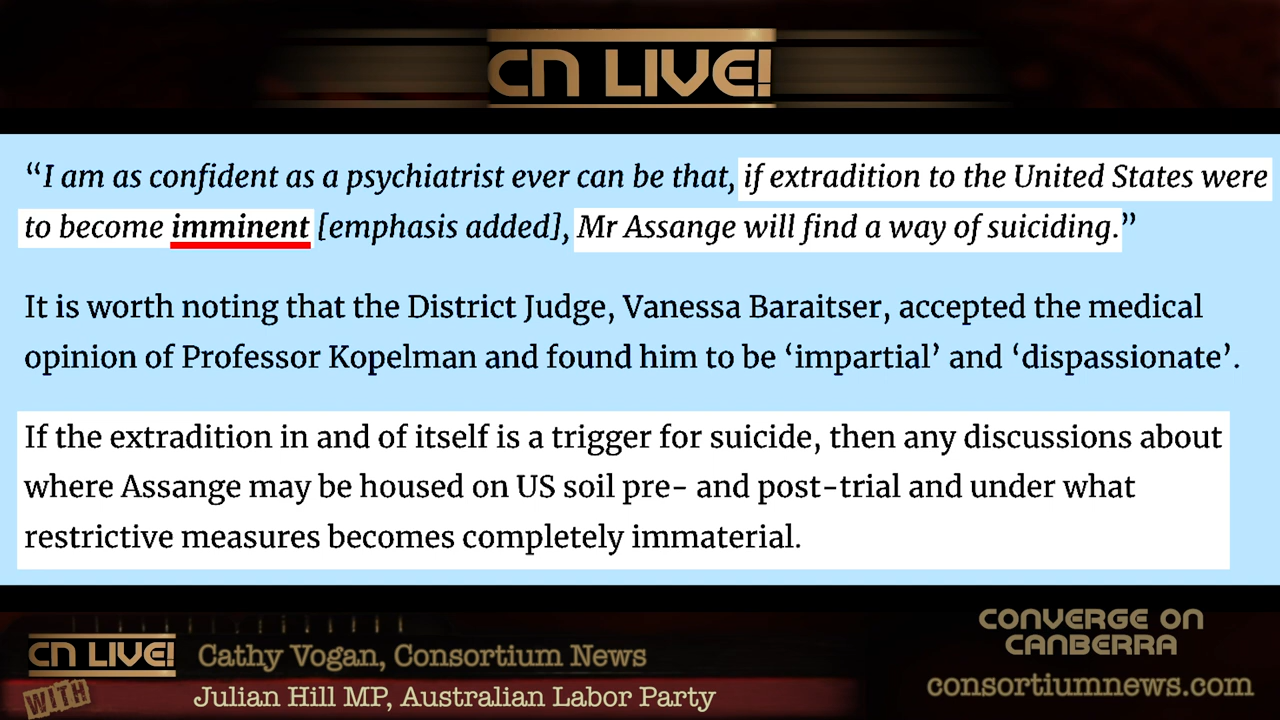 CN LIVE!
“I am as confident as a psychiatrist ever can be that, if extradition to the United States were
to become imminent [emphasis added], Mr Assange will find a way of suiciding.”
It is worth noting that the District Judge, Vanessa Baraitser, accepted the medical
opinion of Professor Kopelman and found him to be ‘impartial’ and ‘dispassionate’.
If the extradition in and of itself is a trigger for suicide, then any discussions about
where Assange may be housed on US soil pre- and post-trial and under what
restrictive measures becomes completely immaterial.
CN LIVE!
Cathy Vogan, Consortium News
WITH
Julian Hill MP, Australian Labor Party
CONVERGE ON
CANBERRA
consortiumnews.com